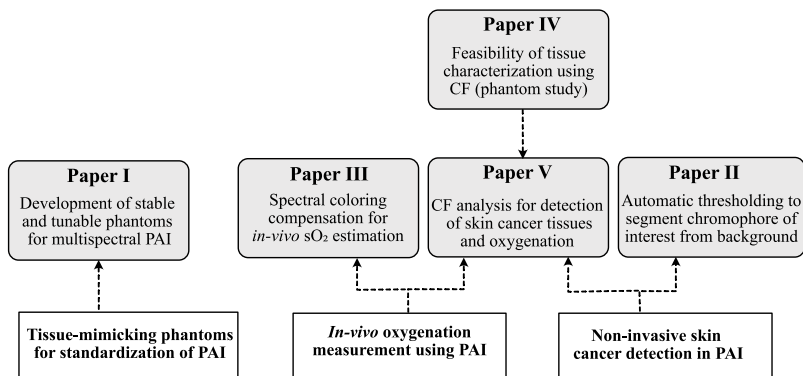 Paper IV
Feasibility of tissue
characterization using
CF (phantom study)
Paper I
Development of stable
and tunable phantoms
for multispectral PAI
Paper III
Spectral coloring
compensation for
in-vivo sO₂ estimation
Paper V
CF analysis for detection
of skin cancer tissues
and oxygenation
Paper II
Automatic thresholding to
segment chromophore of
interest from background
Tissue-mimicking phantoms
for standardization of PAI
In-vivo oxygenation
measurement using PAI
Non-invasive skin
cancer detection in PAI